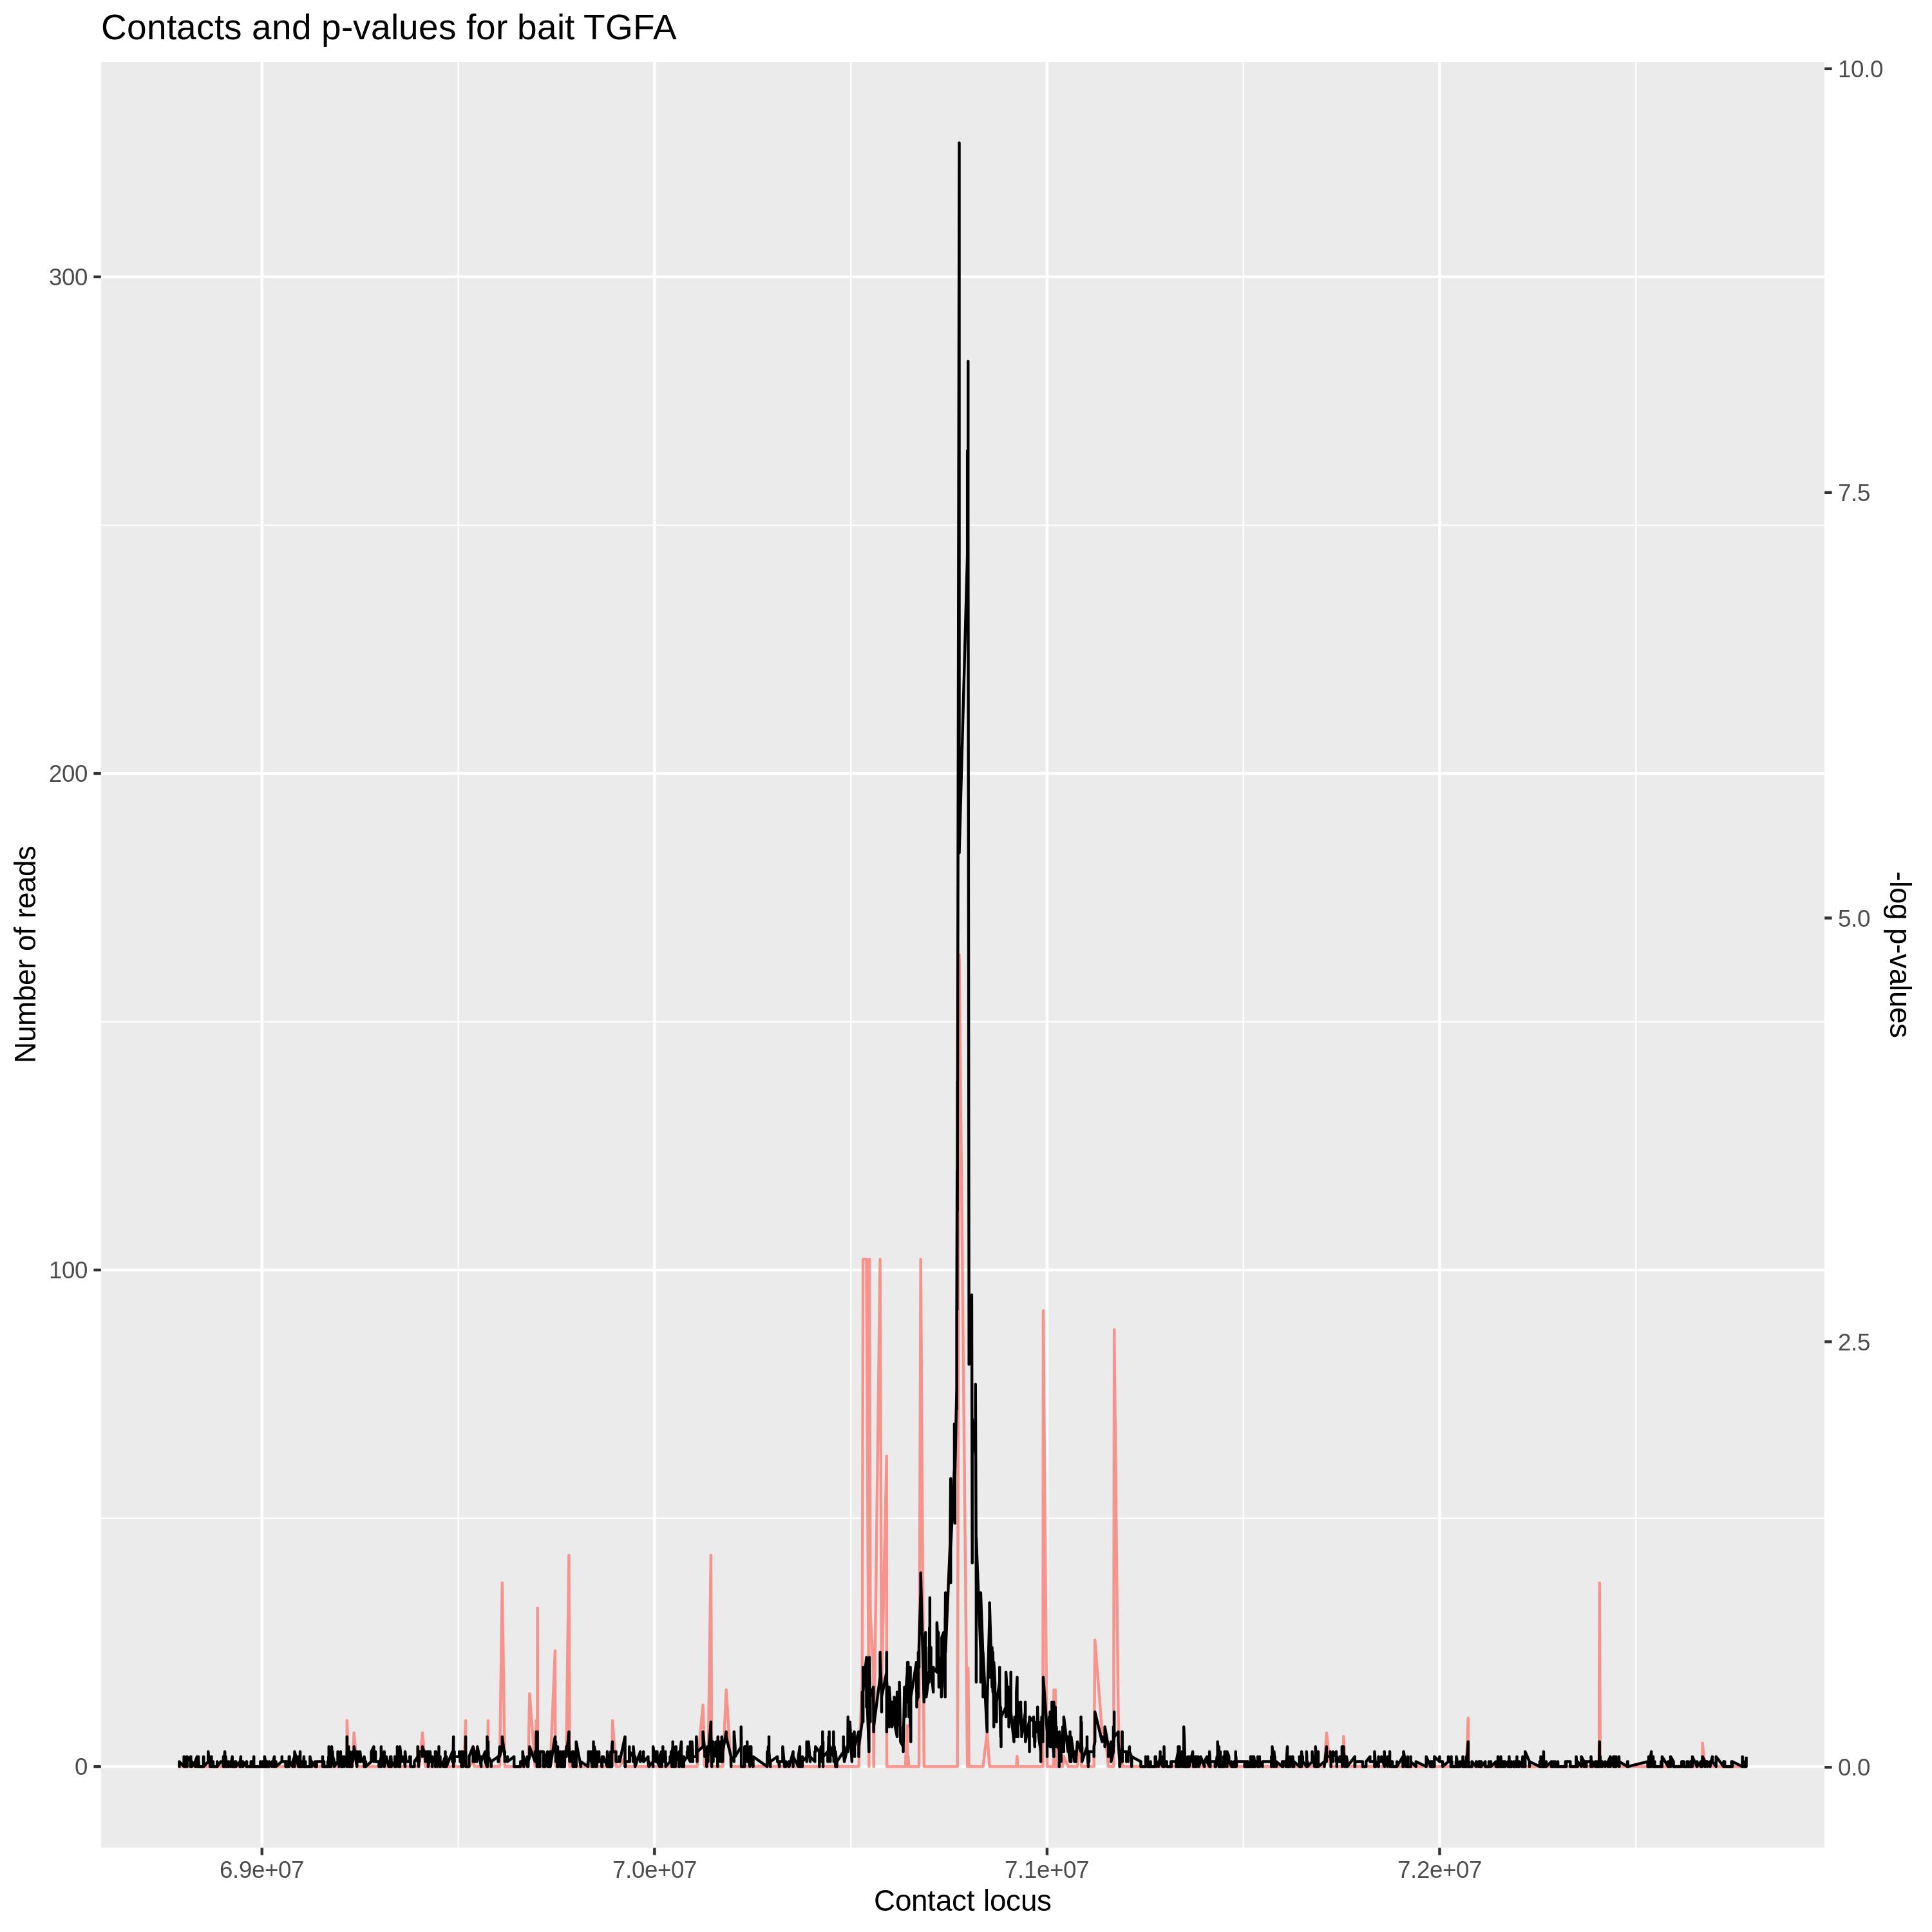 Contacts and p-values for bait TGFA
10.0
300
7.5
200
Number of reads
5.0
-log p-values
100
2.5
0
0.0
6.9e+07
7.0e+07
7.1e+07
7.2e+07
Contact locus